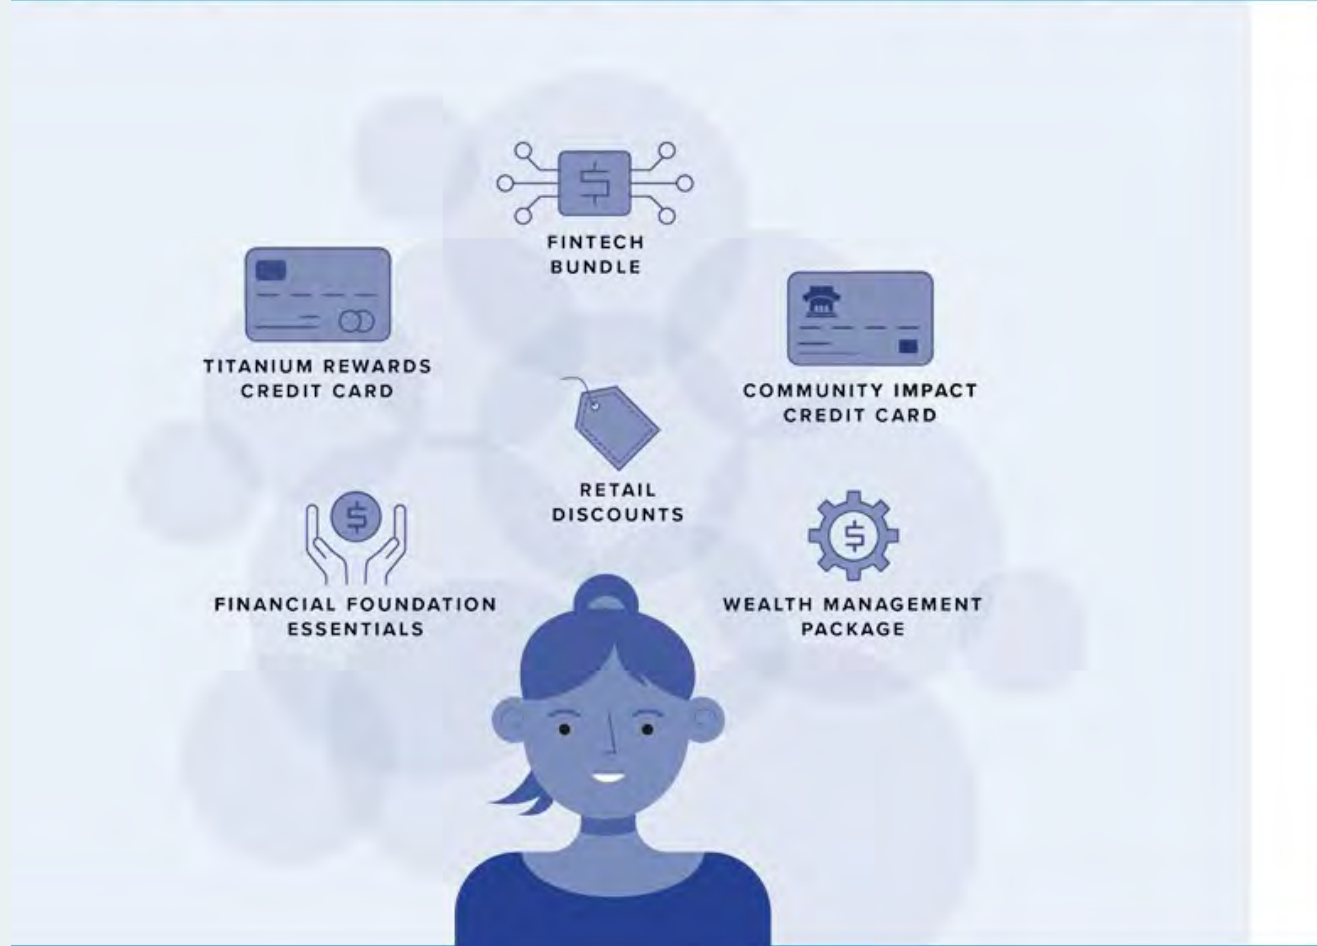 FINTECH
BUNDLE
TITANIUM REWARDS
CREDIT CARD
COMMUNITY IMPACT
CREDIT CARD
RETAIL
DISCOUNTS
FINANCIAL FOUNDATION
ESSENTIALS
WEALTH MANAGEMENT
PACKAGE